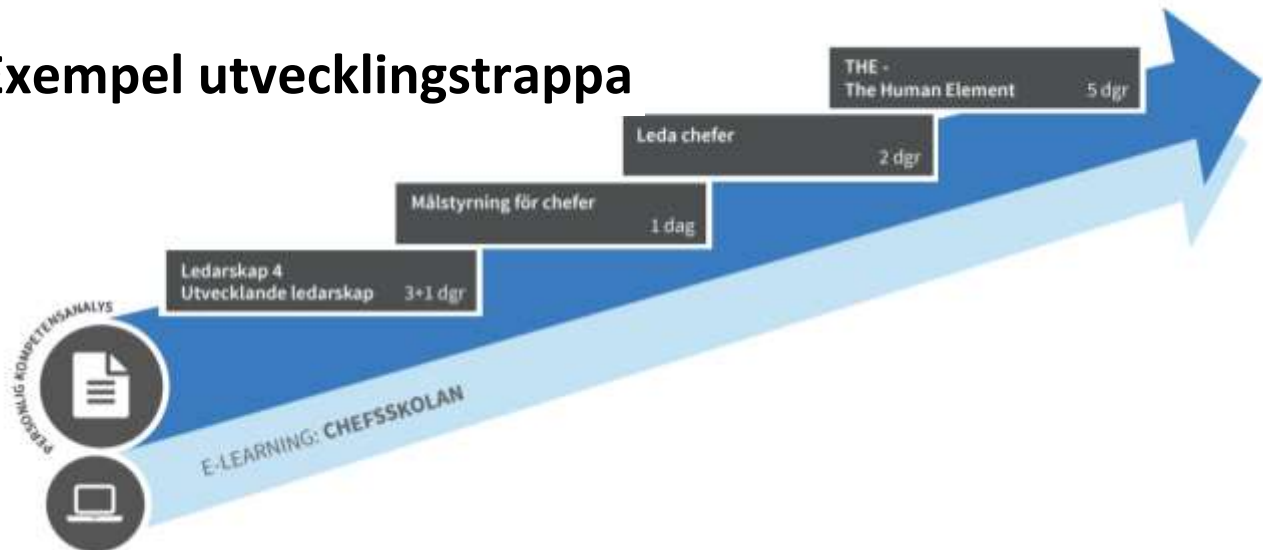 Exempel utvecklingstrappa
THE -
The Human Element 5 dgr
Leda chefer
2 dgr
Målstyrning för chefer
1 dag
Ledarskap 4
Utvecklande ledarskap 3+1 dgr
PERSONLIG KOMPETENSANALYS
E-LEARNING: CHEFSSKOLAN